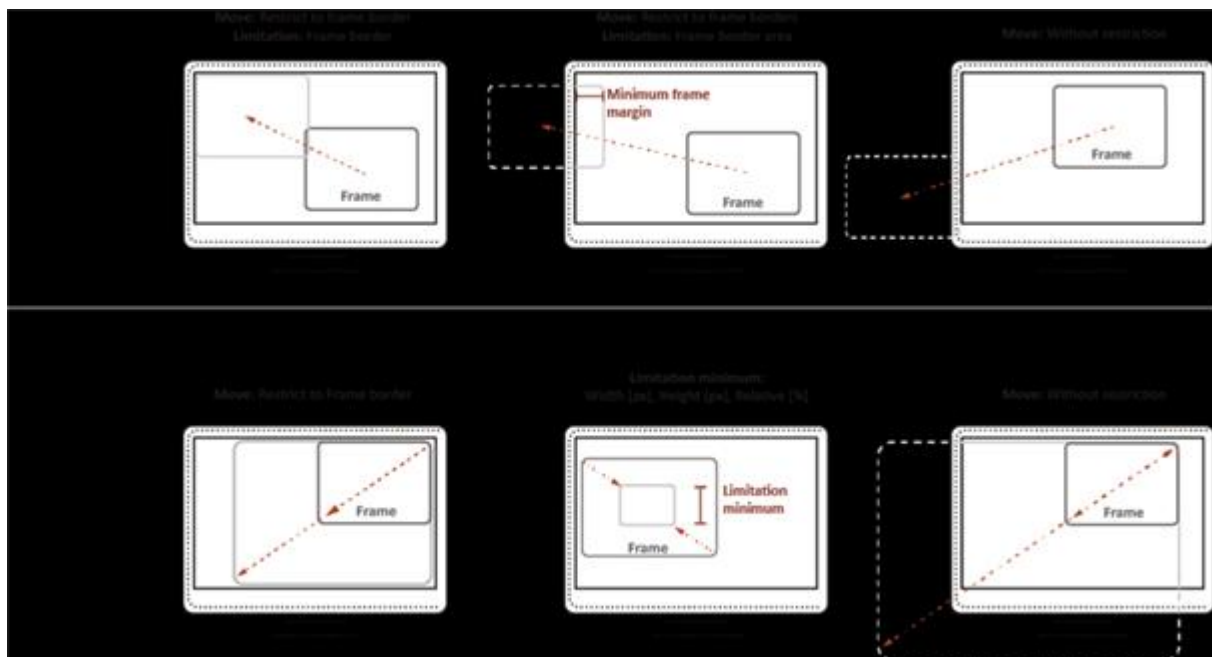 Move: Restrict to frame border
Limitation: Frame border
Move: Restrict to frame borders
Limitation: Frame border area
Move: Without restriction
Minimum frame
margin
Frame
Frame
Frame
Move: Restrict to Frame border
Limitation minimum:
Width [px], Height [px], Relative [%]
Move: Without restriction
Frame
Limitation
minimum
Frame
Frame